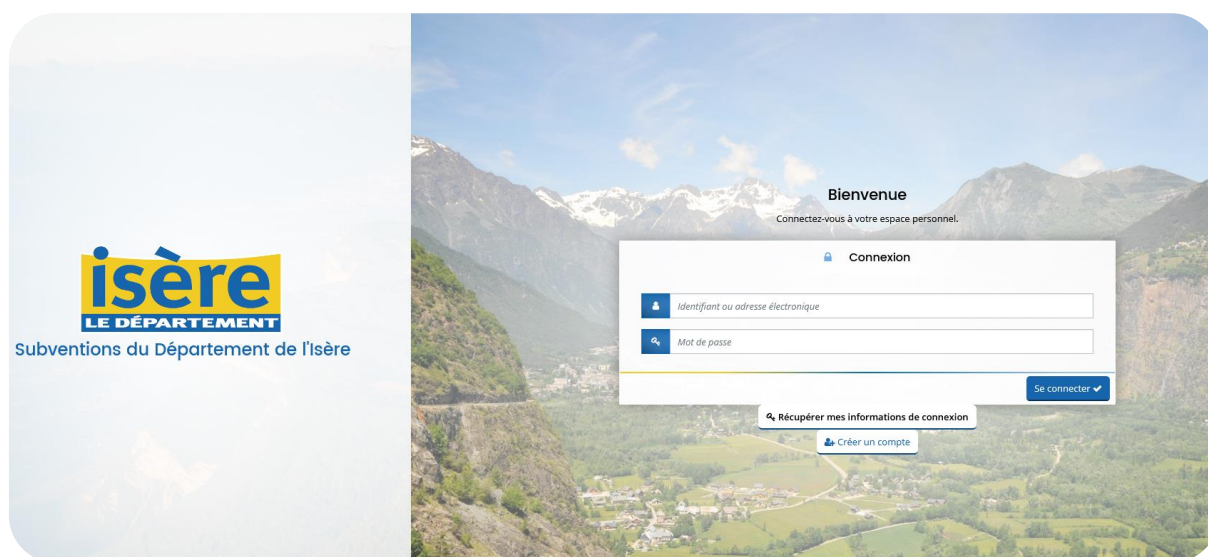 isère
LE DÉPARTEMENT
Subventions du Département de l'Isère
Bienvenue
Connectez-vous à votre espace personnel.
Connexion
Identifiant ou adresse électronique
Mot de passe
Se connecter
Récupérer mes informations de connexion
Créer un compte